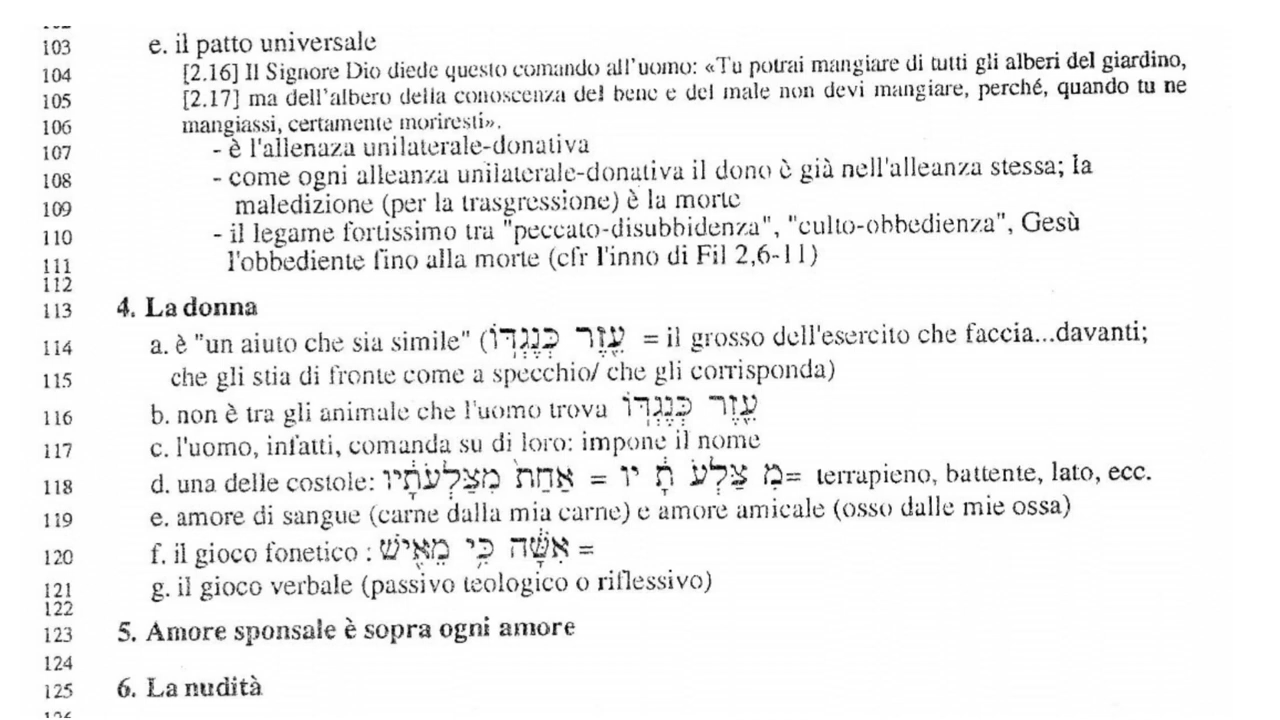 103 e. il patto universale
104 [2.16] Il Signore Dio diede questo comando all'uomo: «Tu potrai mangiare di tutti gli alberi del giardino,
105 [2.17] ma dell'albero della conoscenza del bene e del male non devi mangiare, perché, quando tu ne
106 mangiassi, certamente moriresti».
107 - è l'allenaza unilaterale-donativa
108 - come ogni alleanza unilaterale-donativa il dono è già nell'alleanza stessa; la
109 maledizione (per la trasgressione) è la morte
110 - il legame fortissimo tra "peccato-disubbidenza", "culto-obbedienza", Gesù
111 l'obbediente fino alla morte (cfr l'inno di Fil 2,6-11)
112
113 4. La donna
114 a. è "un aiuto che sia simile" (עֵ֖זֶר כְּנֶגְדּֽוֹ = il grosso dell'esercito che faccia...davanti;
115 che gli stia di fronte come a specchio/ che gli corrisponda)
116 b. non è tra gli animale che l'uomo trova עֵ֖זֶר כְּנֶגְדּֽוֹ
117 c. l'uomo, infatti, comanda su di loro: impone il nome
118 d. una delle costole: אַחַת֙ מִצַּלְעֹתָ֔יו = מִ צַּלְעֹ תָ֔ יו= terrapieno, battente, lato, ecc.
119 e. amore di sangue (carne dalla mia carne) e amore amicale (osso dalle mie ossa)
120 f. il gioco fonetico : אִשָּׁ֔ה כִּ֥י מֵאִ֖ישׁ =
121 g. il gioco verbale (passivo teologico o riflessivo)
122
123 5. Amore sponsale è sopra ogni amore
124
125 6. La nudità